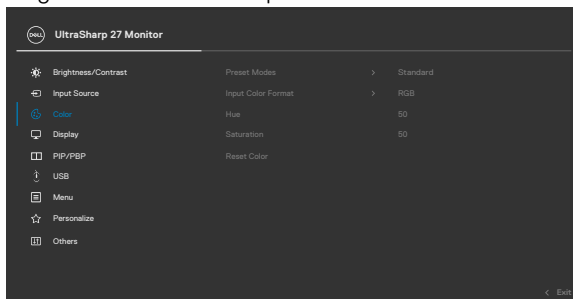 DELL UltraSharp 27 Monitor
Brightness/Contrast Preset Modes > Standard
Input Source Input Color Format > RGB
Color Hue 50
Display Saturation 50
PIP/PBP Reset Color
USB
Menu
Personalize
Others
< Exit